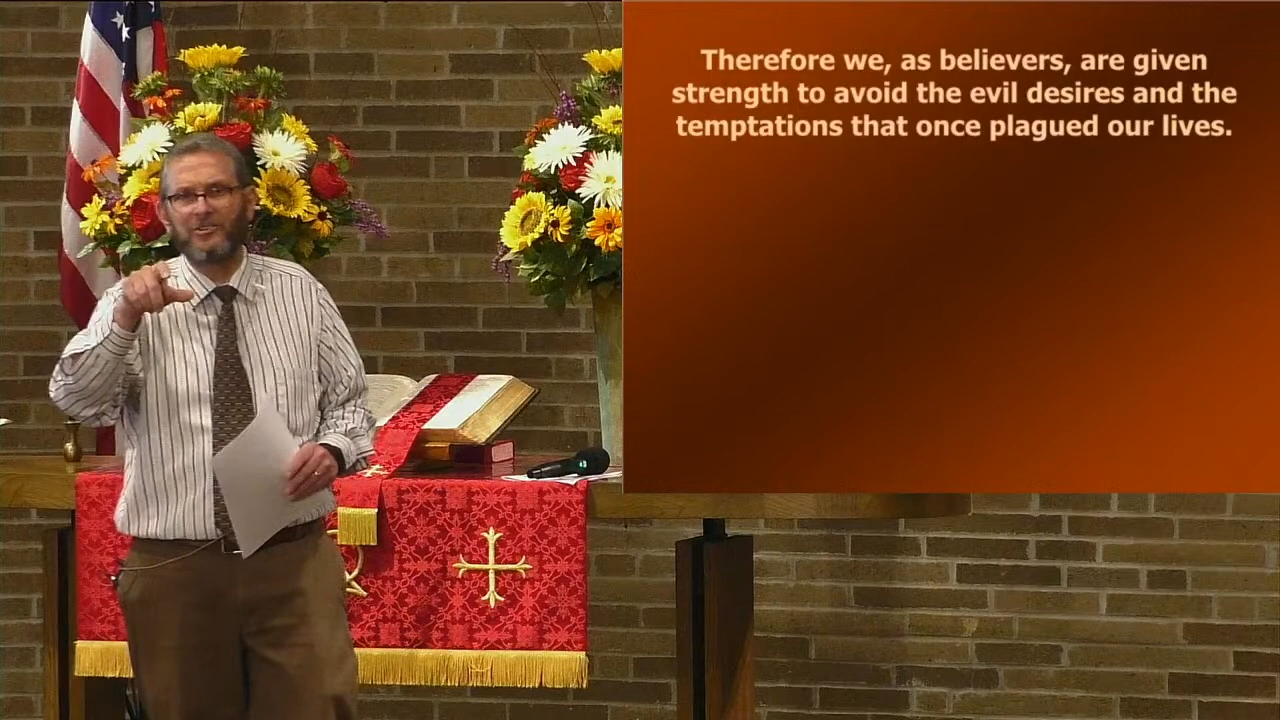 Therefore we, as believers, are given
strength to avoid the evil desires and the
temptations that once plagued our lives.